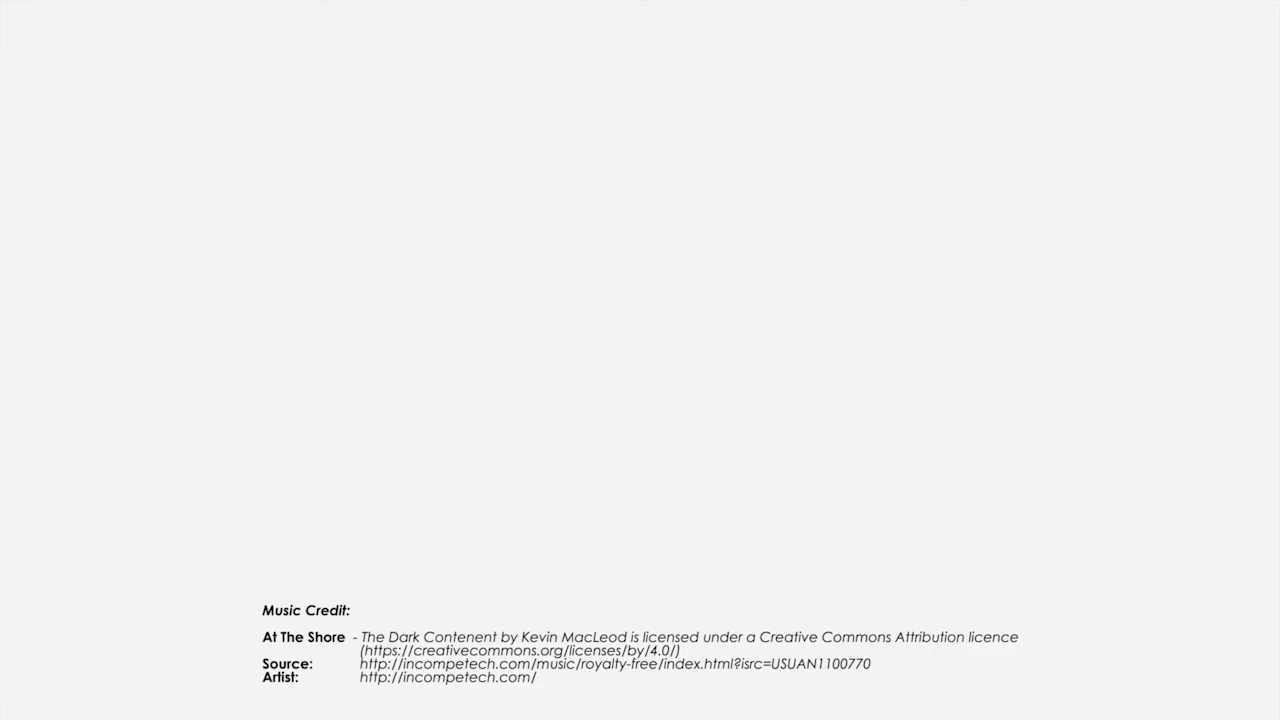 Music Credit:
At The Shore - The Dark Contenent by Kevin MacLeod is licensed under a Creative Commons Attribution licence
(https://creativecommons.org/licenses/by/4.0/)
Source: http://incompetech.com/music/royalty-free/index.html?isrc=USUAN1100770
Artist: http://incompetech.com/